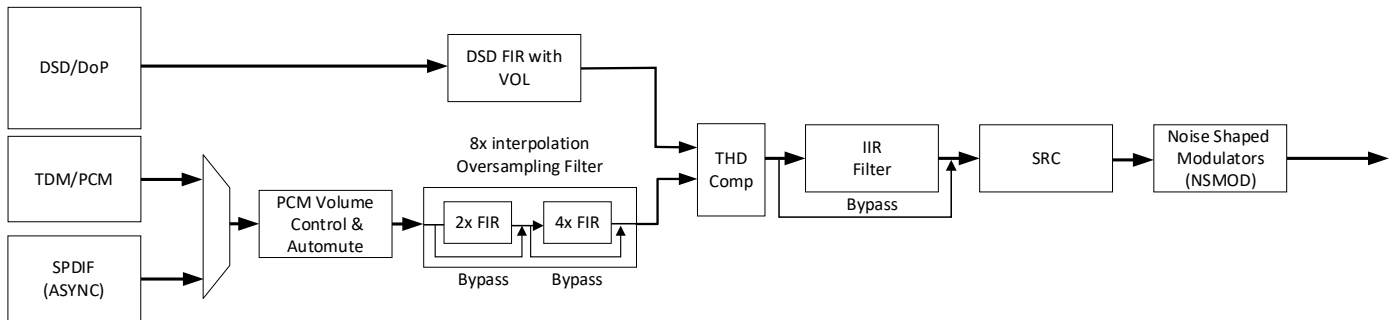 DSD/DoP
DSD FIR with
VOL
TDM/PCM
SPDIF
(ASYNC)
PCM Volume
Control &
Automute
8x interpolation
Oversampling Filter
2x FIR
4x FIR
Bypass
Bypass
THD
Comp
IIR
Filter
Bypass
SRC
Noise Shaped
Modulators
(NSMOD)